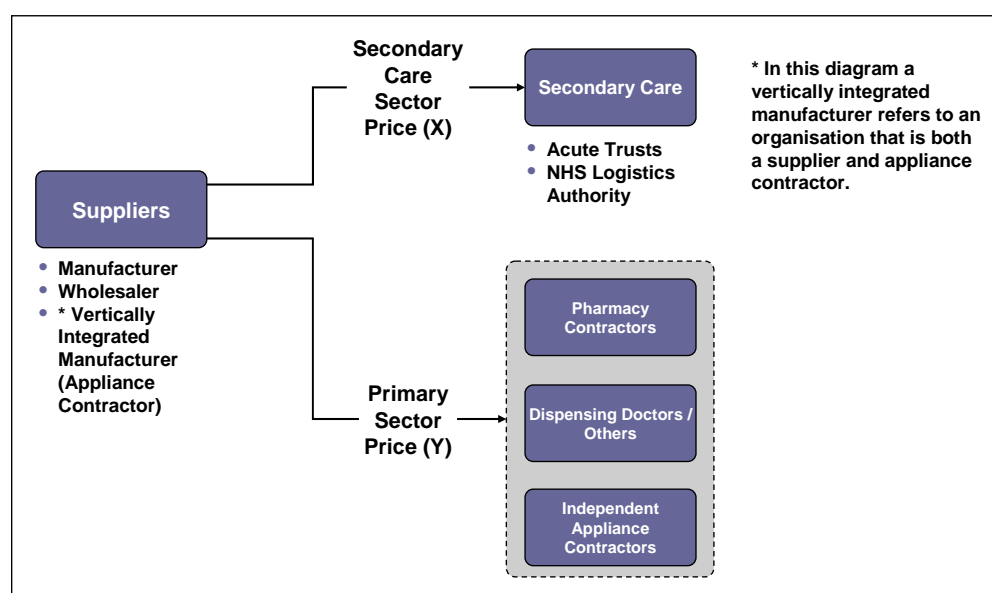 Secondary
Care
Sector
Price (X)
Secondary Care
• Acute Trusts
• NHS Logistics
Authority
* In this diagram a
vertically integrated
manufacturer refers to an
organisation that is both
a supplier and appliance
contractor.
Suppliers
• Manufacturer
• Wholesaler
• * Vertically
Integrated
Manufacturer
(Appliance
Contractor)
Primary
Sector
Price (Y)
Pharmacy
Contractors
Dispensing Doctors /
Others
Independent
Appliance
Contractors